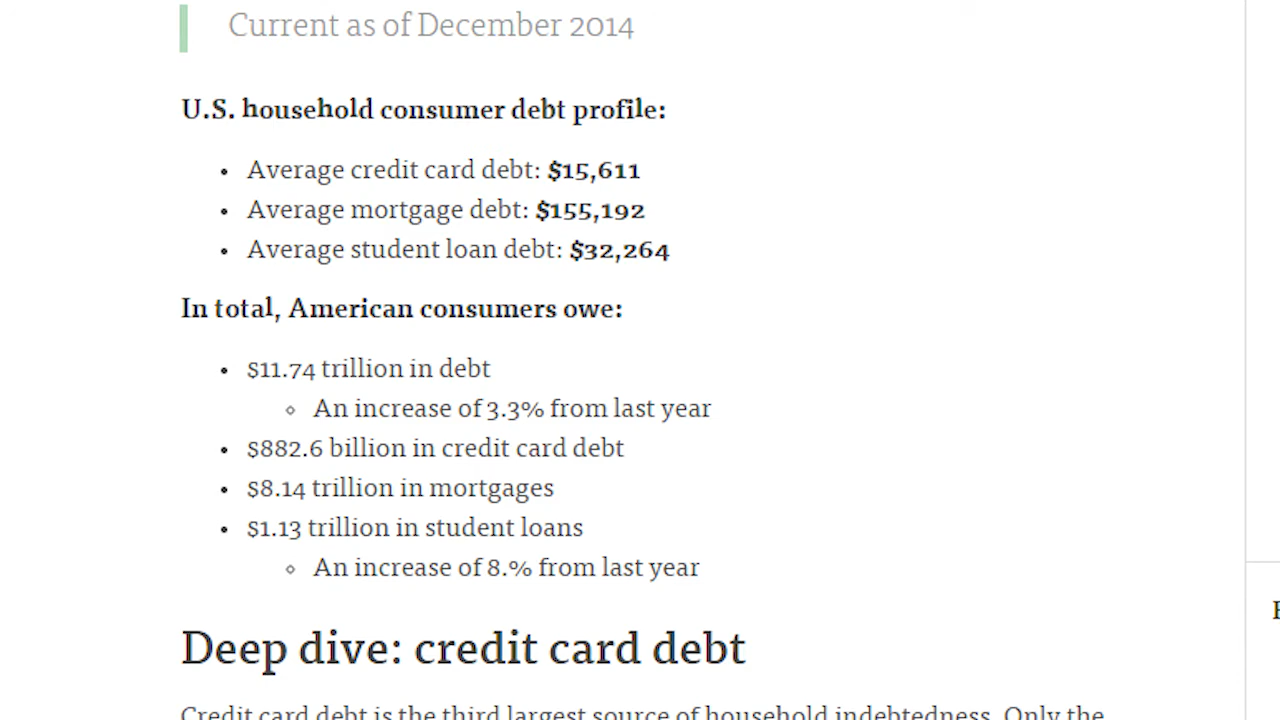 Current as of December 2014
U.S. household consumer debt profile:
• Average credit card debt: $15,611
• Average mortgage debt: $155,192
• Average student loan debt: $32,264
In total, American consumers owe:
• $11.74 trillion in debt
◦ An increase of 3.3% from last year
• $882.6 billion in credit card debt
• $8.14 trillion in mortgages
• $1.13 trillion in student loans
◦ An increase of 8.% from last year
Deep dive: credit card debt
Credit card debt is the third largest source of household indebtedness. Only the